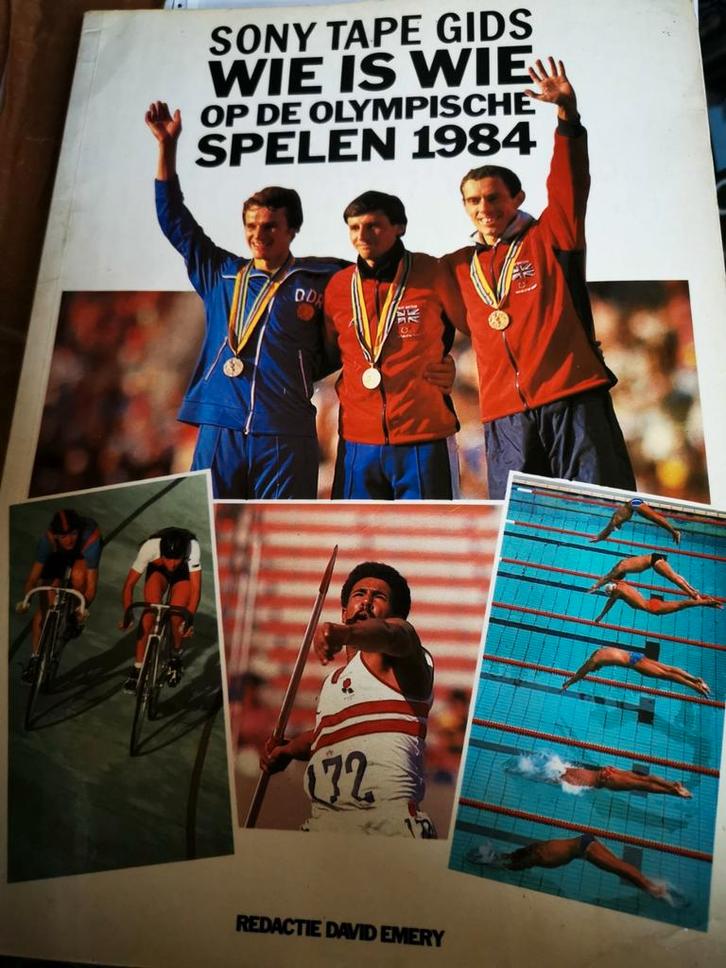 SONY TAPE GIDS
WIE IS WIE
OP DE OLYMPISCHE
SPELEN 1984
DDR
172
REDACTIE DAVID EMERY